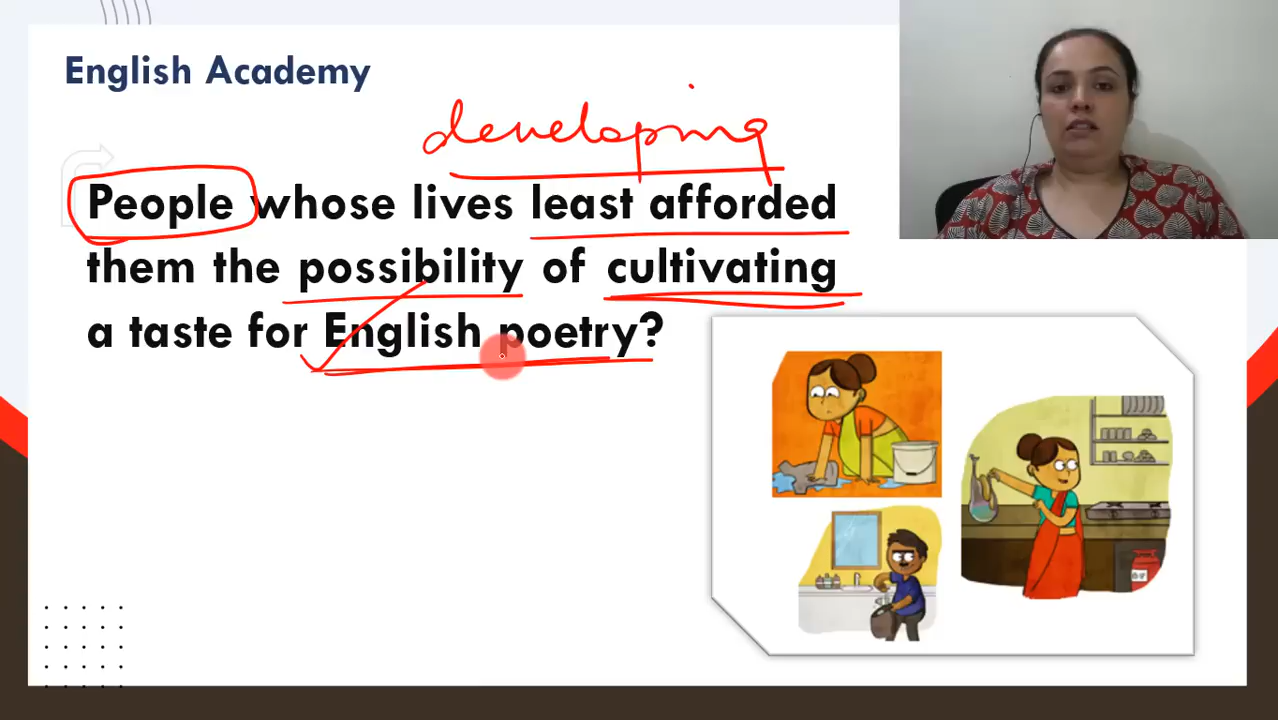 English Academy
developing
People whose lives least afforded
them the possibility of cultivating
a taste for English poetry?